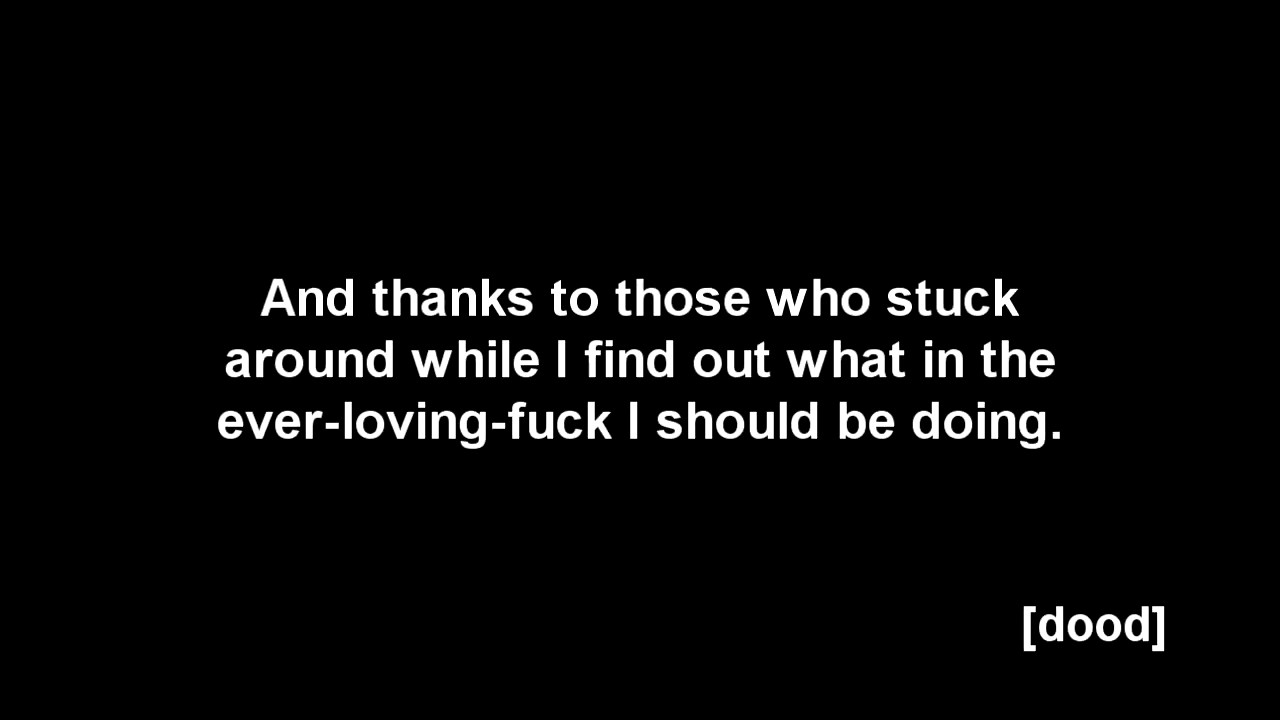 And thanks to those who stuck
around while I find out what in the
ever-loving-fuck I should be doing.
[dood]